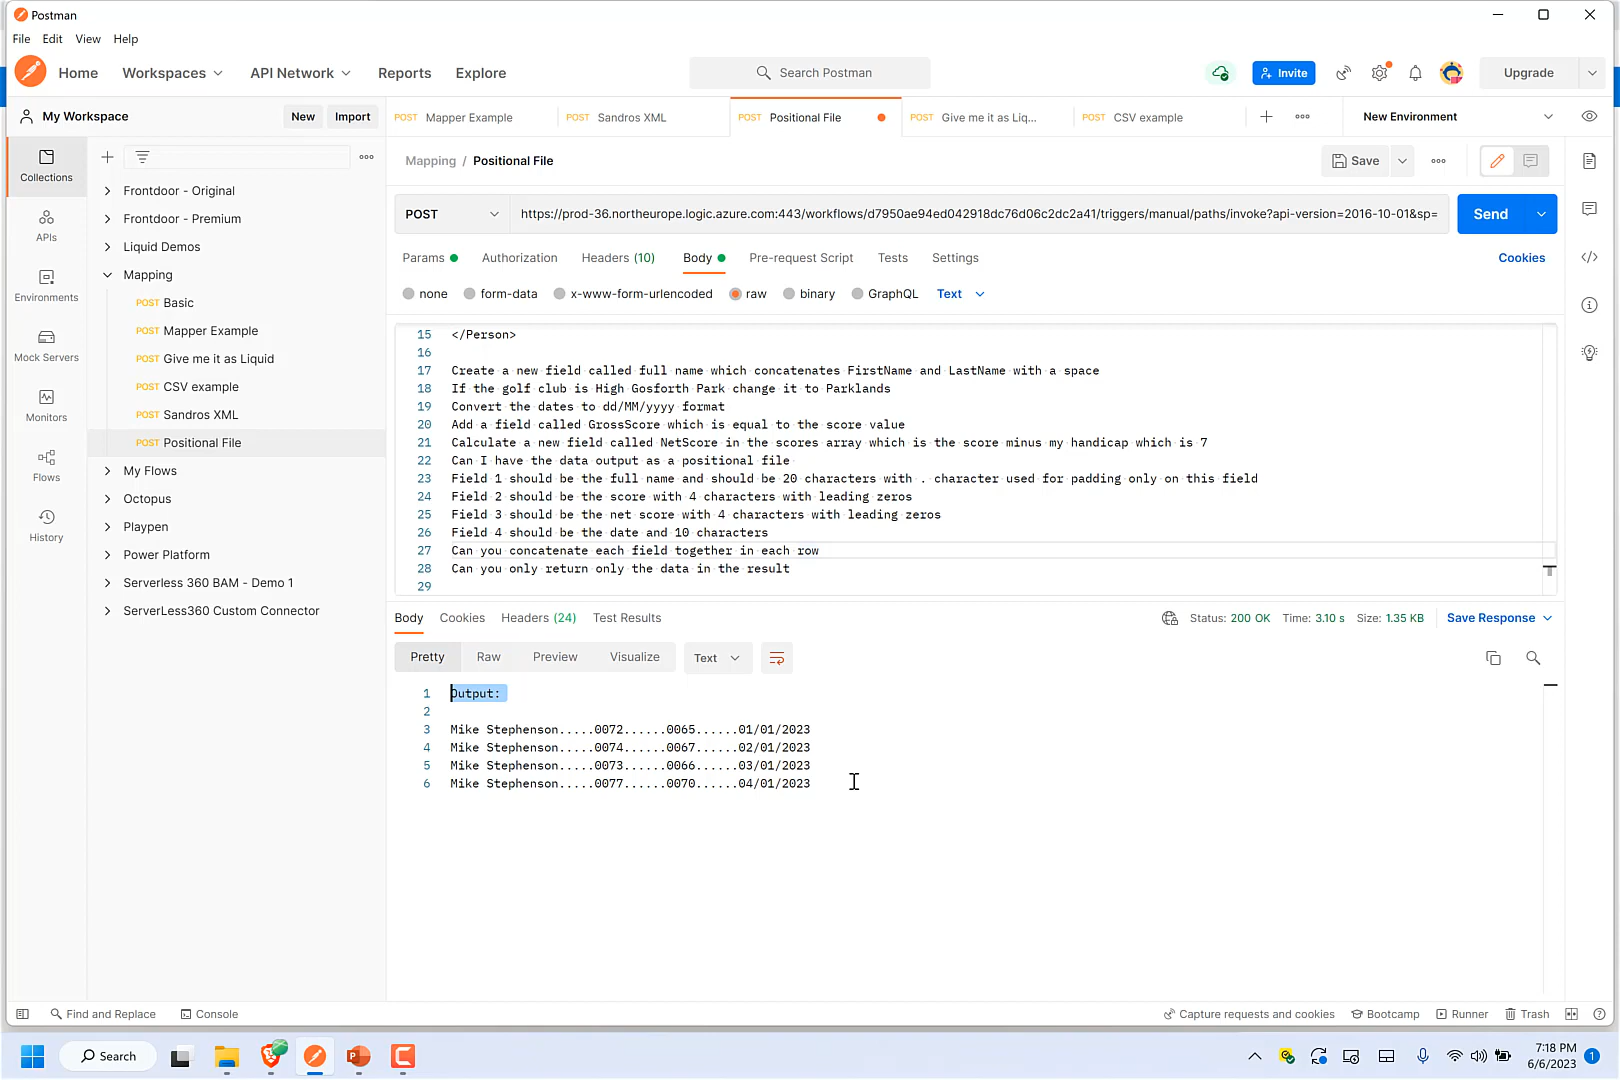 Postman
File Edit View Help
Home Workspaces API Network Reports Explore Search Postman Invite Upgrade
My Workspace New Import POST Mapper Example POST Sandros XML POST Positional File POST Give me it as Liq... POST CSV example New Environment
Mapping / Positional File Save
Collections
APIs
Environments
Mock Servers
Monitors
Flows
History
Frontdoor - Original
Frontdoor - Premium
Liquid Demos
Mapping
POST Basic
POST Mapper Example
POST Give me it as Liquid
POST CSV example
POST Sandros XML
POST Positional File
My Flows
Octopus
Playpen
Power Platform
Serverless 360 BAM - Demo 1
ServerLess360 Custom Connector
POST https://prod-36.northeurope.logic.azure.com:443/workflows/d7950ae94ed042918dc76d06c2dc2a41/triggers/manual/paths/invoke?api-version=2016-10-01&sp= Send
Params Authorization Headers (10) Body Pre-request Script Tests Settings Cookies
none form-data x-www-form-urlencoded raw binary GraphQL Text
15 </Person>
16
17 Create a new field called full name which concatenates FirstName and LastName with a space
18 If the golf club is High Gosforth Park change it to Parklands
19 Convert the dates to dd/MM/yyyy format
20 Add a field called GrossScore which is equal to the score value
21 Calculate a new field called NetScore in the scores array which is the score minus my handicap which is 7
22 Can I have the data output as a positional file
23 Field 1 should be the full name and should be 20 characters with . character used for padding only on this field
24 Field 2 should be the score with 4 characters with leading zeros
25 Field 3 should be the net score with 4 characters with leading zeros
26 Field 4 should be the date and 10 characters
27 Can you concatenate each field together in each row
28 Can you only return only the data in the result
29
Body Cookies Headers (24) Test Results Status: 200 OK Time: 3.10 s Size: 1.35 KB Save Response
Pretty Raw Preview Visualize Text
1 Output:
2
3 Mike Stephenson.....0072......0065......01/01/2023
4 Mike Stephenson.....0074......0067......02/01/2023
5 Mike Stephenson.....0073......0066......03/01/2023
6 Mike Stephenson.....0077......0070......04/01/2023
Find and Replace Console Capture requests and cookies Bootcamp Runner Trash
Search 7:18 PM
6/6/2023 1